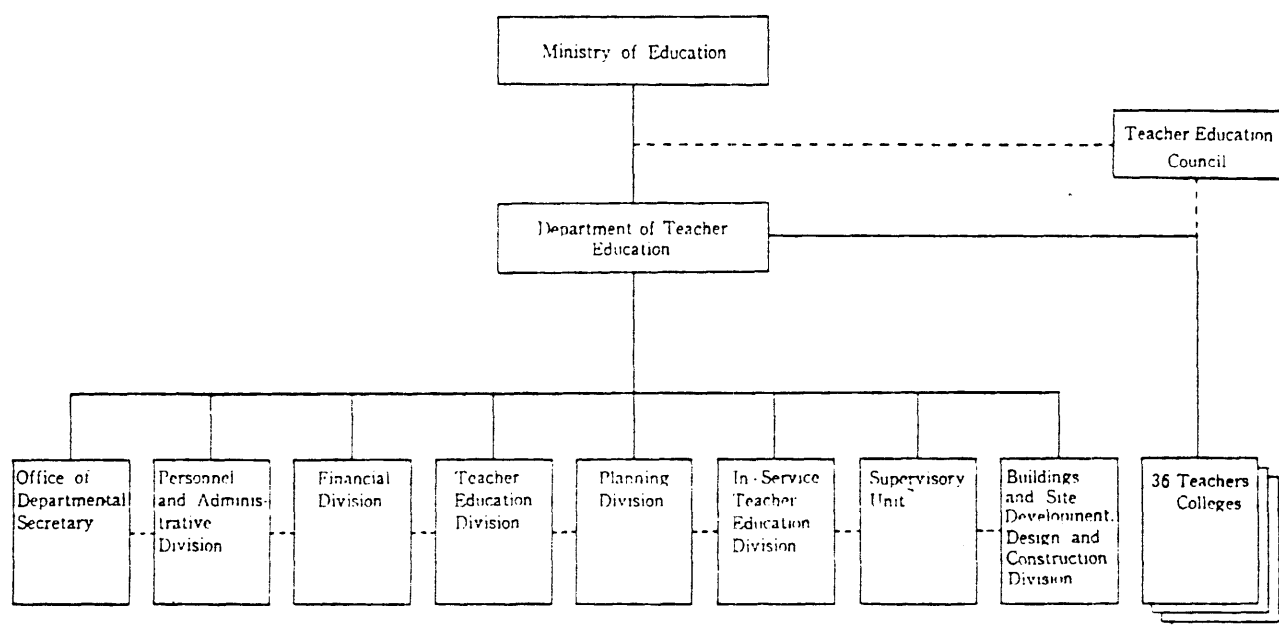 Ministry of Education
Teacher Education
Council
Department of Teacher
Education
Office of
Departmental
Secretary
Personnel
and Adminis-
trative
Division
Financial
Division
Teacher
Education
Division
Planning
Division
In-Service
Teacher
Education
Division
Supervisory
Unit
Buildings
and Site
Development,
Design and
Construction
Division
36 Teachers
Colleges